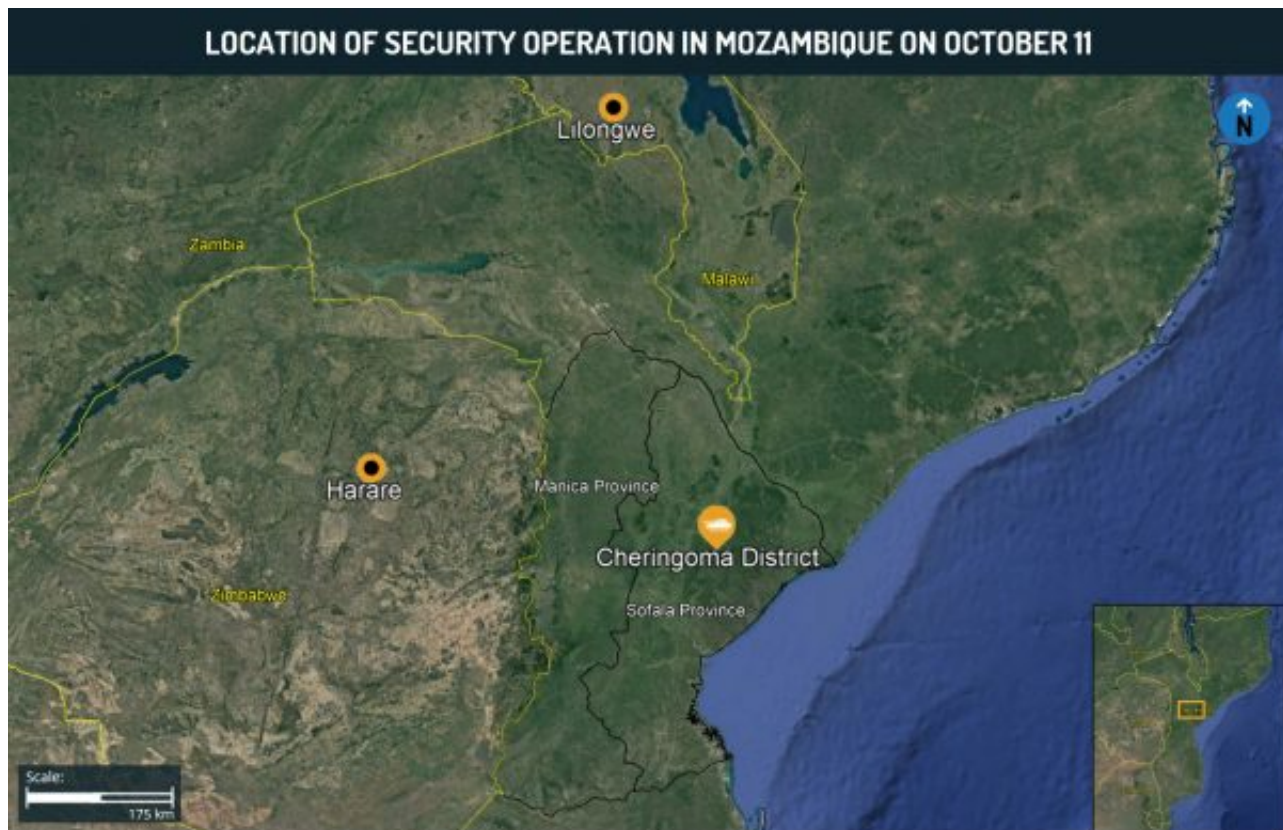 LOCATION OF SECURITY OPERATION IN MOZAMBIQUE ON OCTOBER 11
N
Lilongwe
Zambia
Malawi
Harare
Manica Province
Cheringoma District
Zimbabwe
Sofala Province
Scale:
175 km